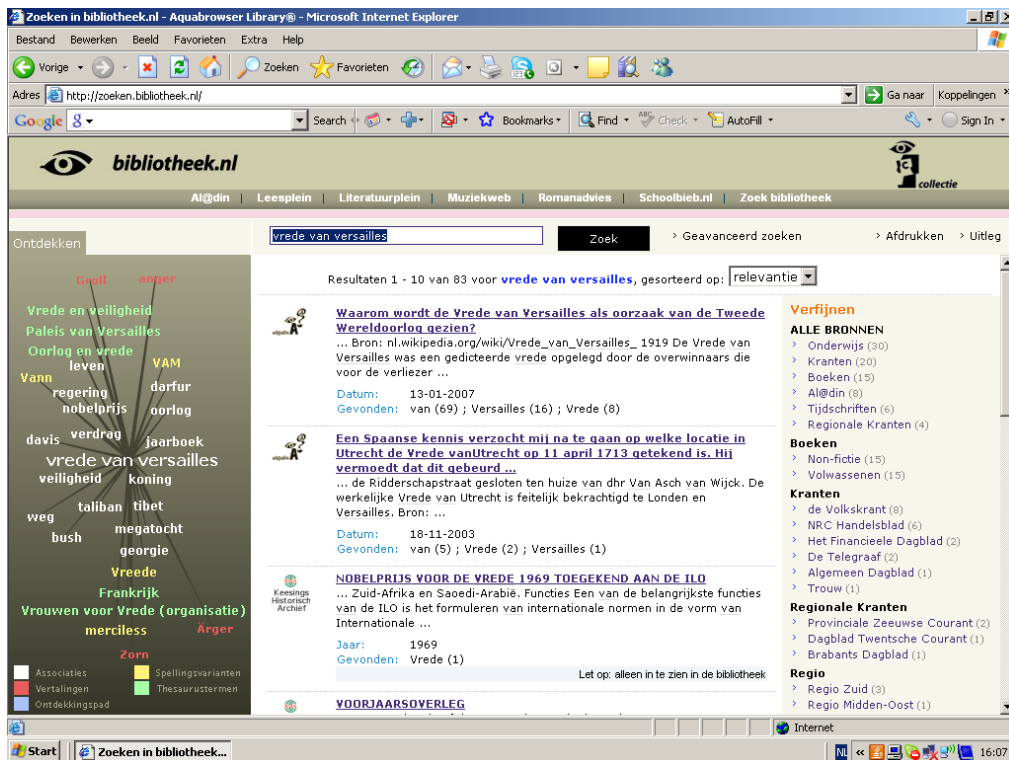 Zoeken in bibliotheek.nl - Aquabrowser Library® - Microsoft Internet Explorer
Bestand Bewerken Beeld Favorieten Extra Help
Vorige Zoeken Favorieten
Adres http://zoeken.bibliotheek.nl/ Ga naar Koppelingen
Google Search Bookmarks Find Check AutoFill Sign In
bibliotheek.nl
collectie
Al@din | Leesplein | Literatuurplein | Muziekweb | Romanadvies | Schoolbieb.nl | Zoek bibliotheek
Ontdekken
vrede van versailles Zoek > Geavanceerd zoeken > Afdrukken > Uitleg
Groll anger
Vrede en veiligheid
Paleis van Versailles
Oorlog en vrede
leven VAM
Vann
regering darfur
nobelprijs oorlog
davis verdrag jaarboek
vrede van versailles
veiligheid koning
taliban tibet
weg
megatocht
bush
georgie
Vreede
Frankrijk
Vrouwen voor Vrede (organisatie)
merciless Ärger
Zorn
Associaties Spellingsvarianten
Vertalingen Thesaurustermen
Ontdekkingspad
Resultaten 1 - 10 van 83 voor vrede van versailles, gesorteerd op: relevantie
Waarom wordt de Vrede van Versailles als oorzaak van de Tweede
Wereldoorlog gezien?
... Bron: nl.wikipedia.org/wiki/Vrede_van_Versailles_ 1919 De Vrede van
Versailles was een gedicteerde vrede opgelegd door de overwinnaars die
voor de verliezer ...
Datum: 13-01-2007
Gevonden: van (69) ; Versailles (16) ; Vrede (8)
Een Spaanse kennis verzocht mij na te gaan op welke locatie in
Utrecht de Vrede vanUtrecht op 11 april 1713 getekend is. Hij
vermoedt dat dit gebeurd ...
... de Ridderschapstraat gesloten ten huize van dhr Van Asch van Wijck. De
werkelijke Vrede van Utrecht is feitelijk bekrachtigd te Londen en
Versailles. Bron: ...
Datum: 18-11-2003
Gevonden: van (5) ; Vrede (2) ; Versailles (1)
Keesings
Historisch
Archief
NOBELPRIJS VOOR DE VREDE 1969 TOEGEKEND AAN DE ILO
... Zuid-Afrika en Saoedi-Arabië. Functies Een van de belangrijkste functies
van de ILO is het formuleren van internationale normen in de vorm van
Internationale ...
Jaar: 1969
Gevonden: Vrede (1)
Let op: alleen in te zien in de bibliotheek
VOORJAARSOVERLEG
Verfijnen
ALLE BRONNEN
> Onderwijs (30)
> Kranten (20)
> Boeken (15)
> Al@din (8)
> Tijdschriften (6)
> Regionale Kranten (4)
Boeken
> Non-fictie (15)
> Volwassenen (15)
Kranten
> de Volkskrant (8)
> NRC Handelsblad (6)
> Het Financieele Dagblad (2)
> De Telegraaf (2)
> Algemeen Dagblad (1)
> Trouw (1)
Regionale Kranten
> Provinciale Zeeuwse Courant (2)
> Dagblad Twentsche Courant (1)
> Brabants Dagblad (1)
Regio
> Regio Zuid (3)
> Regio Midden-Oost (1)
Internet
Start Zoeken in bibliotheek... NL « 16:07